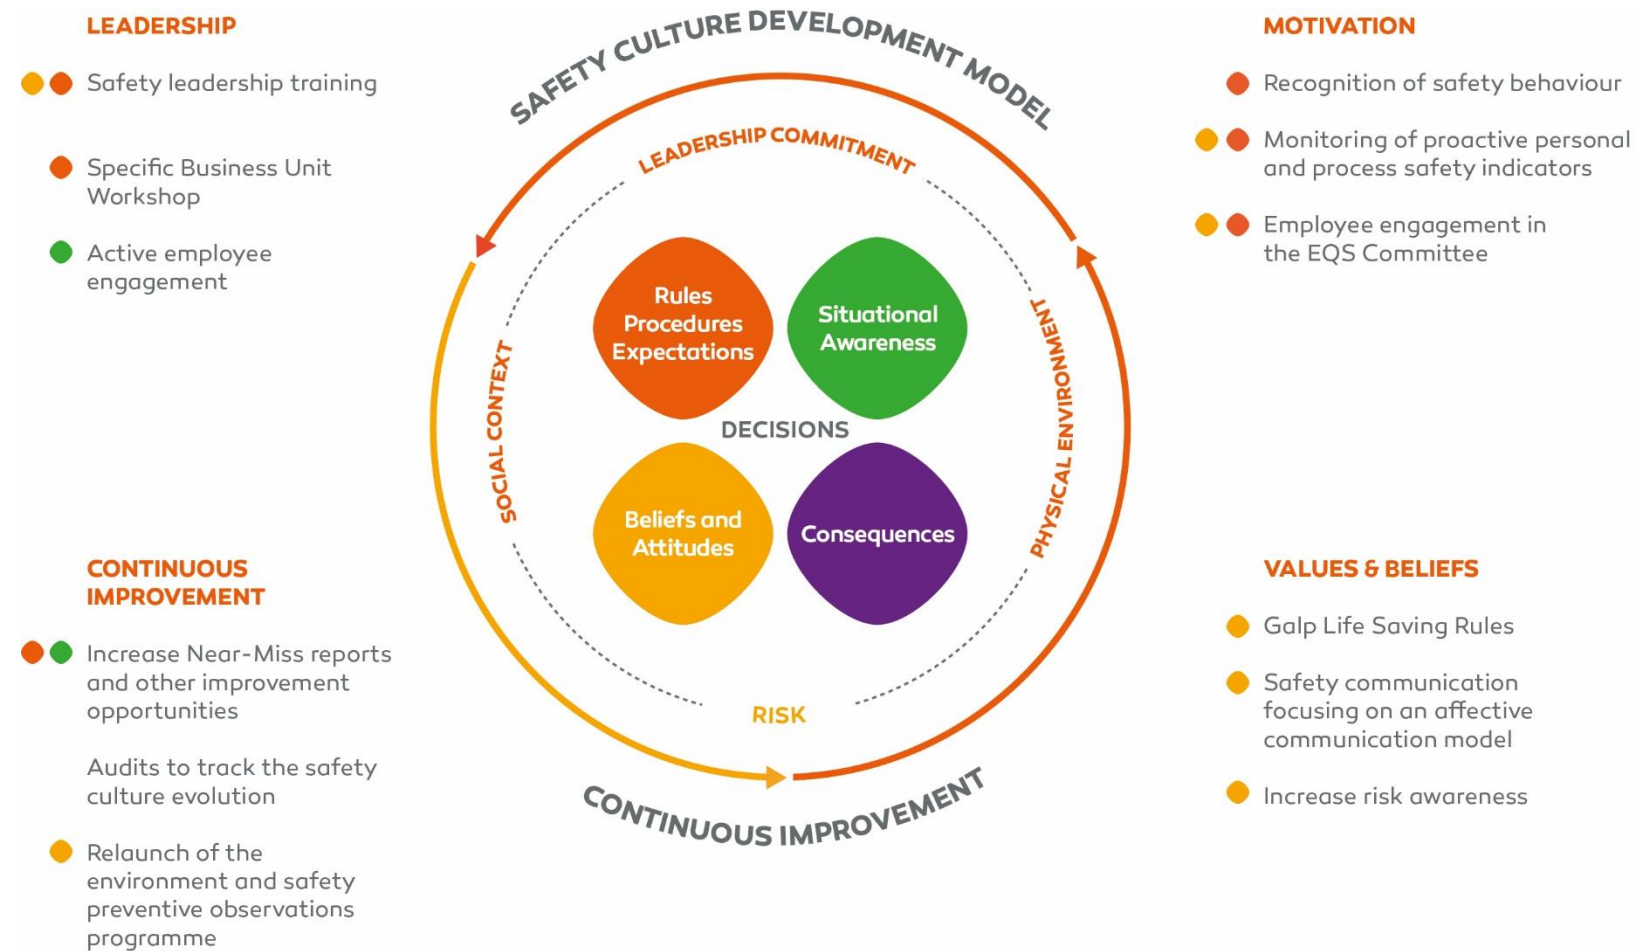 LEADERSHIP
Safety leadership training
Specific Business Unit
Workshop
Active employee
engagement
SAFETY CULTURE DEVELOPMENT MODEL
LEADERSHIP COMMITMENT
SOCIAL CONTEXT
PHYSICAL ENVIRONMENT
Rules
Procedures
Expectations
Situational
Awareness
DECISIONS
Beliefs and
Attitudes
Consequences
RISK
CONTINUOUS IMPROVEMENT
MOTIVATION
Recognition of safety behaviour
Monitoring of proactive personal
and process safety indicators
Employee engagement in
the EQS Committee
CONTINUOUS
IMPROVEMENT
Increase Near-Miss reports
and other improvement
opportunities
Audits to track the safety
culture evolution
Relaunch of the
environment and safety
preventive observations
programme
VALUES & BELIEFS
Galp Life Saving Rules
Safety communication
focusing on an affective
communication model
Increase risk awareness